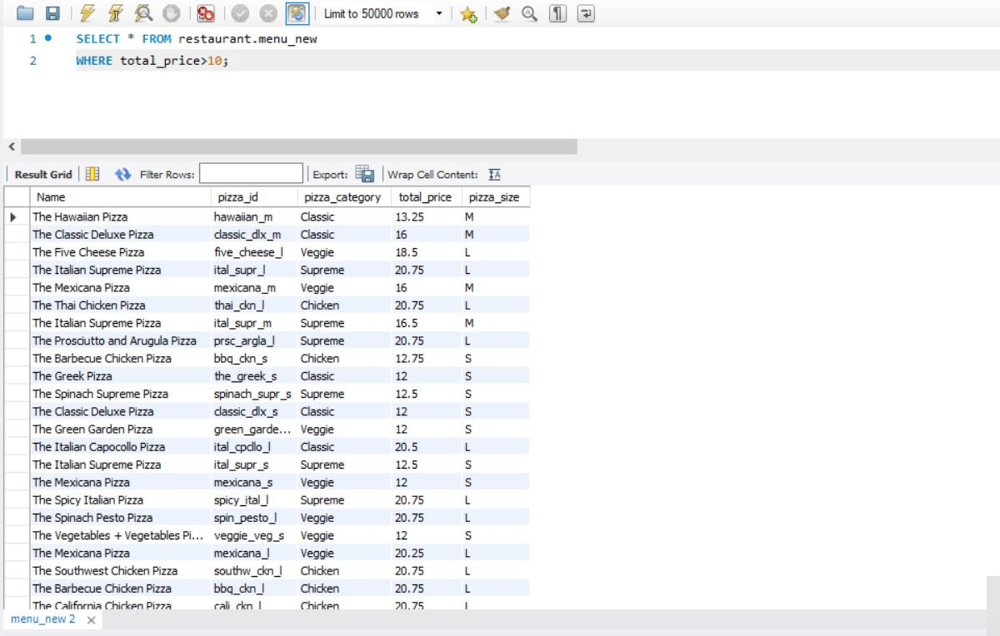 Limit to 50000 rows
1 SELECT * FROM restaurant.menu_new
2 WHERE total_price>10;
Result Grid Filter Rows: Export: Wrap Cell Content: IA
Name pizza_id pizza_category total_price pizza_size
The Hawaiian Pizza hawaiian_m Classic 13.25 M
The Classic Deluxe Pizza classic_dlx_m Classic 16 M
The Five Cheese Pizza five_cheese_l Veggie 18.5 L
The Italian Supreme Pizza ital_supr_l Supreme 20.75 L
The Mexicana Pizza mexicana_m Veggie 16 M
The Thai Chicken Pizza thai_ckn_l Chicken 20.75 L
The Italian Supreme Pizza ital_supr_m Supreme 16.5 M
The Prosciutto and Arugula Pizza prsc_argla_l Supreme 20.75 L
The Barbecue Chicken Pizza bbq_ckn_s Chicken 12.75 S
The Greek Pizza the_greek_s Classic 12 S
The Spinach Supreme Pizza spinach_supr_s Supreme 12.5 S
The Classic Deluxe Pizza classic_dlx_s Classic 12 S
The Green Garden Pizza green_garde... Veggie 12 S
The Italian Capocollo Pizza ital_cpcllo_l Classic 20.5 L
The Italian Supreme Pizza ital_supr_s Supreme 12.5 S
The Mexicana Pizza mexicana_s Veggie 12 S
The Spicy Italian Pizza spicy_ital_l Supreme 20.75 L
The Spinach Pesto Pizza spin_pesto_l Veggie 20.75 L
The Vegetables + Vegetables Pi... veggie_veg_s Veggie 12 S
The Mexicana Pizza mexicana_l Veggie 20.25 L
The Southwest Chicken Pizza southw_ckn_l Chicken 20.75 L
The Barbecue Chicken Pizza bbq_ckn_l Chicken 20.75 L
The California Chicken Pizza cali_ckn_l Chicken 20.75 L
menu_new 2